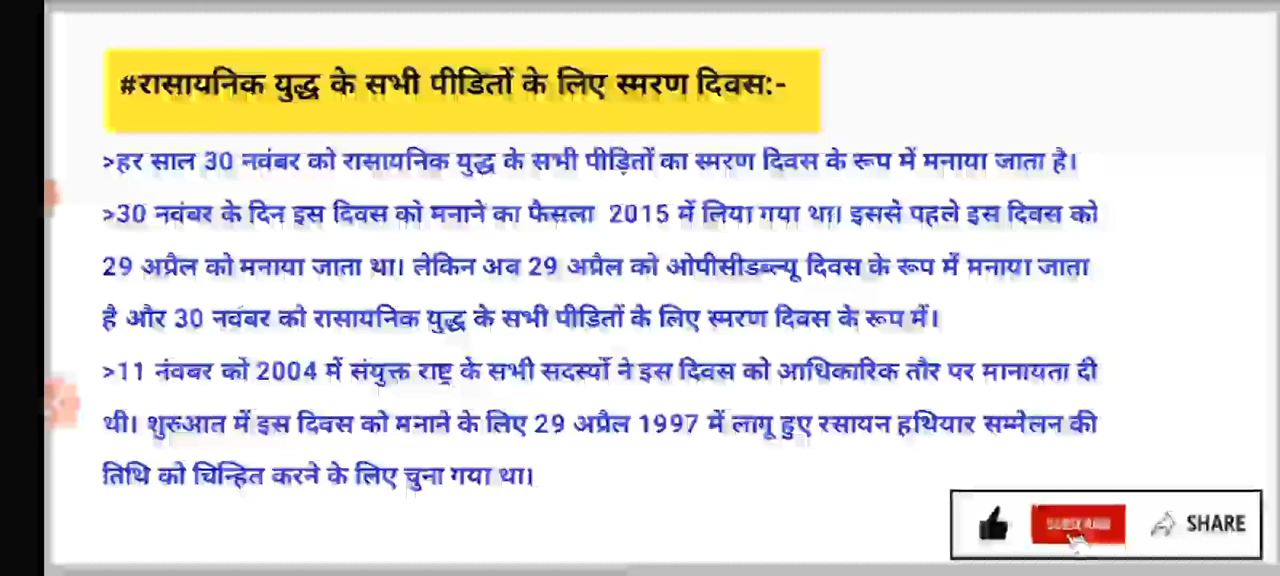 #रासायनिक युद्ध के सभी पीडितों के लिए स्मरण दिवस:-
>हर साल 30 नवंबर को रासायनिक युद्ध के सभी पीड़ितों का स्मरण दिवस के रूप में मनाया जाता है।
>30 नवंबर के दिन इस दिवस को मनाने का फैसला 2015 में लिया गया था। इससे पहले इस दिवस को
29 अप्रैल को मनाया जाता था। लेकिन अब 29 अप्रैल को ओपीसीडब्ल्यू दिवस के रूप में मनाया जाता
है और 30 नवंबर को रासायनिक युद्ध के सभी पीडितों के लिए स्मरण दिवस के रूप में।
>11 नंवबर को 2004 में संयुक्त राष्ट्र के सभी सदस्यों ने इस दिवस को आधिकारिक तौर पर मानायता दी
थी। शुरुआत में इस दिवस को मनाने के लिए 29 अप्रैल 1997 में लागू हुए रसायन हथियार सम्मेलन की
तिथि को चिन्हित करने के लिए चुना गया था।
SUBSCRIBE
SHARE